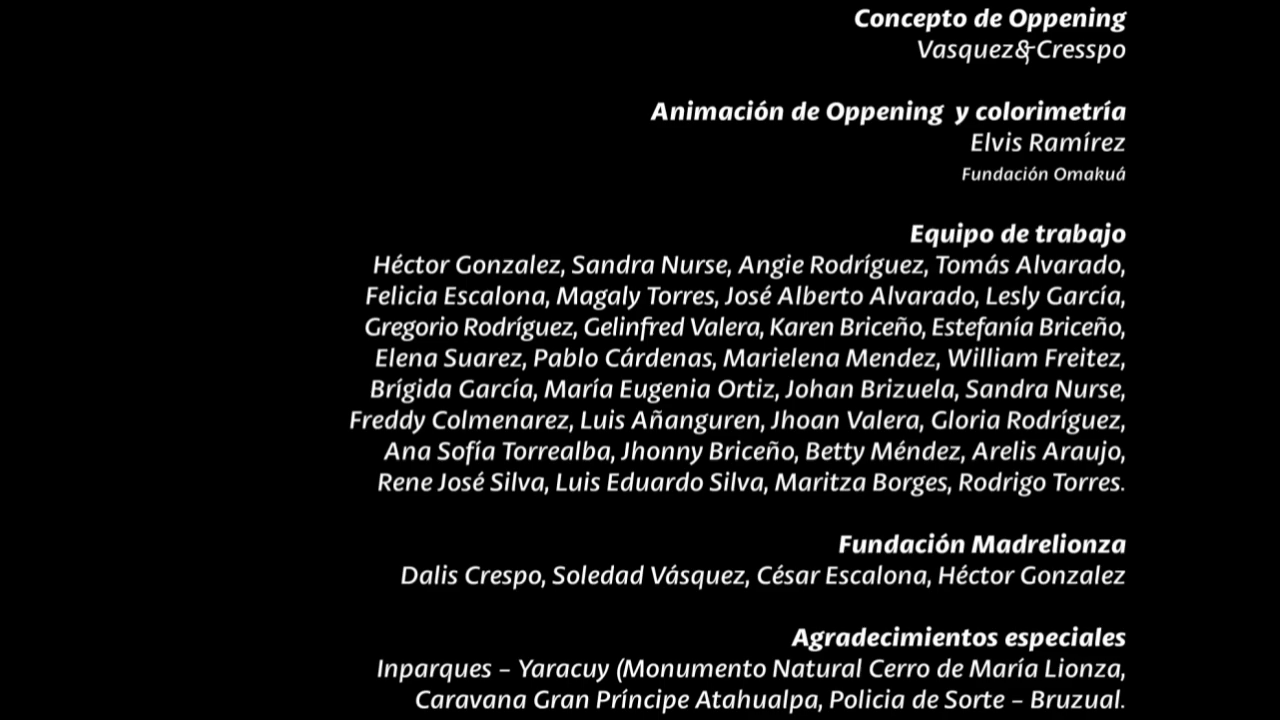 Concepto de Oppening
Vasquez&Cresspo
Animación de Oppening y colorimetría
Elvis Ramírez
Fundación Omakuá
Equipo de trabajo
Héctor Gonzalez, Sandra Nurse, Angie Rodríguez, Tomás Alvarado,
Felicia Escalona, Magaly Torres, José Alberto Alvarado, Lesly García,
Gregorio Rodríguez, Gelinfred Valera, Karen Briceño, Estefanía Briceño,
Elena Suarez, Pablo Cárdenas, Marielena Mendez, William Freitez,
Brígida García, María Eugenia Ortiz, Johan Brizuela, Sandra Nurse,
Freddy Colmenarez, Luis Añanguren, Jhoan Valera, Gloria Rodríguez,
Ana Sofía Torrealba, Jhonny Briceño, Betty Méndez, Arelis Araujo,
Rene José Silva, Luis Eduardo Silva, Maritza Borges, Rodrigo Torres.
Fundación Madrelionza
Dalis Crespo, Soledad Vásquez, César Escalona, Héctor Gonzalez
Agradecimientos especiales
Inparques – Yaracuy (Monumento Natural Cerro de María Lionza,
Caravana Gran Príncipe Atahualpa, Policia de Sorte – Bruzual.